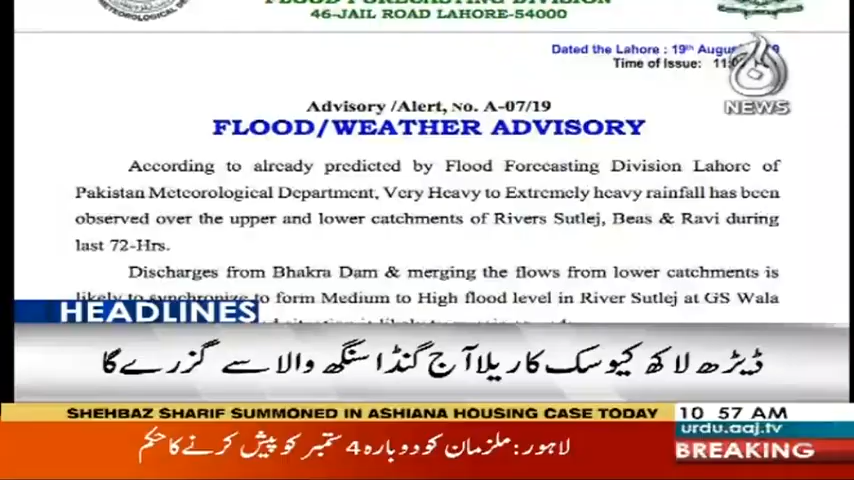 FLOOD FORECASTING DIVISION
46-JAIL ROAD LAHORE-54000
Dated the Lahore : 19th August
Time of Issue: 11:
NEWS
Advisory /Alert, No. A-07/19
FLOOD/WEATHER ADVISORY
According to already predicted by Flood Forecasting Division Lahore of
Pakistan Meteorological Department, Very Heavy to Extremely heavy rainfall has been
observed over the upper and lower catchments of Rivers Sutlej, Beas & Ravi during
last 72-Hrs.
Discharges from Bhakra Dam & merging the flows from lower catchments is
likely to synchronize to form Medium to High flood level in River Sutlej at GS Wala
HEADLINES
ڈیڑھ لاکھ کیوسک کا ریلا آج گنڈا سنگھ والا سے گزرے گا
SHEHBAZ SHARIF SUMMONED IN ASHIANA HOUSING CASE TODAY
10 57 AM
urdu.aaj.tv
لاہور: ملزمان کو دوبارہ 4 ستمبر کو پیش کرنے کا حکم
BREAKING